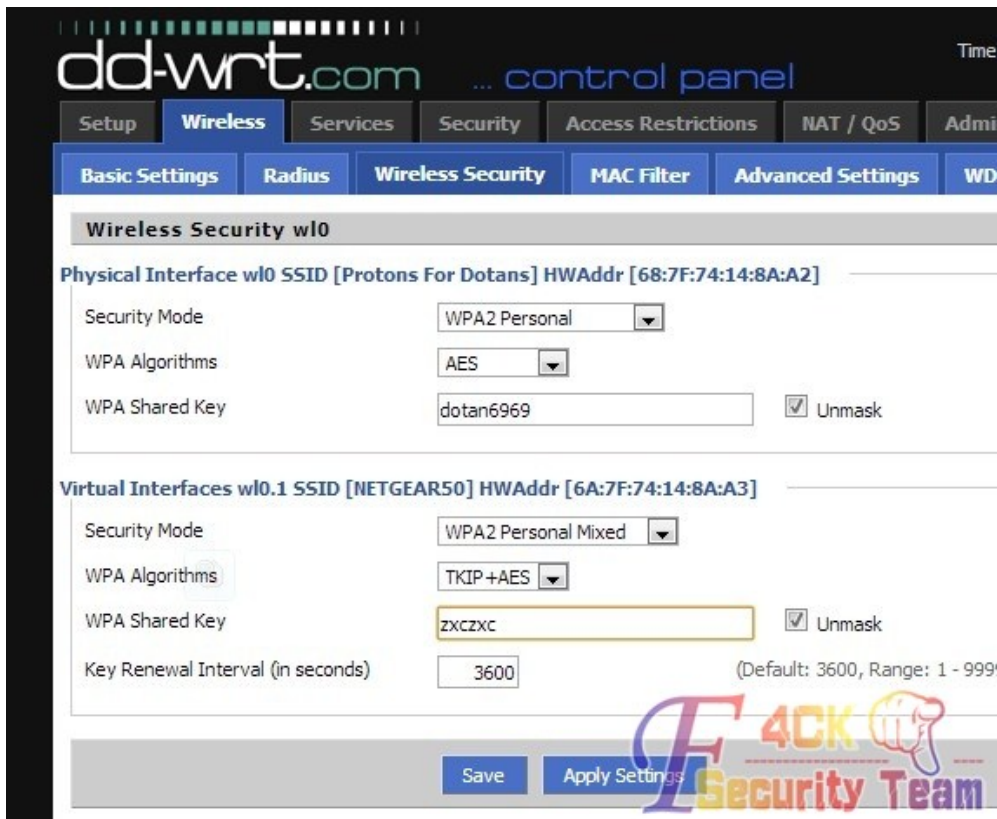 dd-wrt.com ... control panel
Time
Setup Wireless Services Security Access Restrictions NAT / QoS Admi
Basic Settings Radius Wireless Security MAC Filter Advanced Settings WD
Wireless Security wl0
Physical Interface wl0 SSID [Protons For Dotans] HWAddr [68:7F:74:14:8A:A2]
Security Mode WPA2 Personal
WPA Algorithms AES
WPA Shared Key dotan6969 Unmask
Virtual Interfaces wl0.1 SSID [NETGEAR50] HWAddr [6A:7F:74:14:8A:A3]
Security Mode WPA2 Personal Mixed
WPA Algorithms TKIP+AES
WPA Shared Key zxczxc Unmask
Key Renewal Interval (in seconds) 3600 (Default: 3600, Range: 1 - 999
Save Apply Settings
F4CK
Security Team